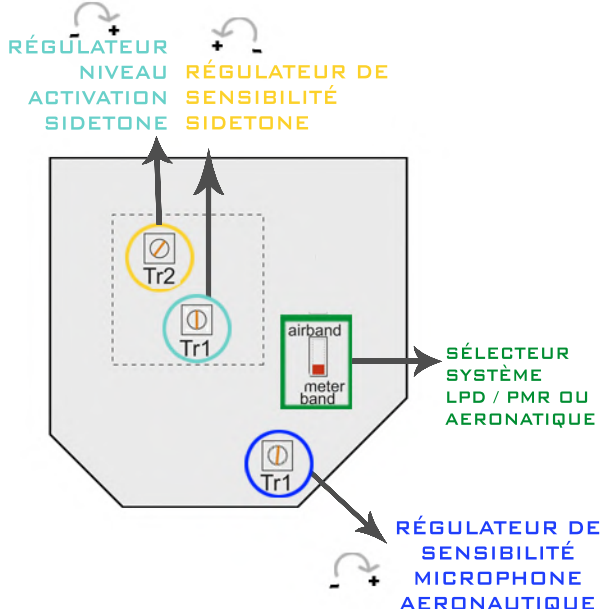 - +
RÉGULATEUR
NIVEAU
ACTIVATION
SIDETONE
+ -
RÉGULATEUR DE
SENSIBILITÉ
SIDETONE
Tr2
Tr1
airband
meter
band
SÉLECTEUR
SYSTÈME
LPD / PMR OU
AERONATIQUE
Tr1
RÉGULATEUR DE
SENSIBILITÉ
MICROPHONE
AERONAUTIQUE
- +